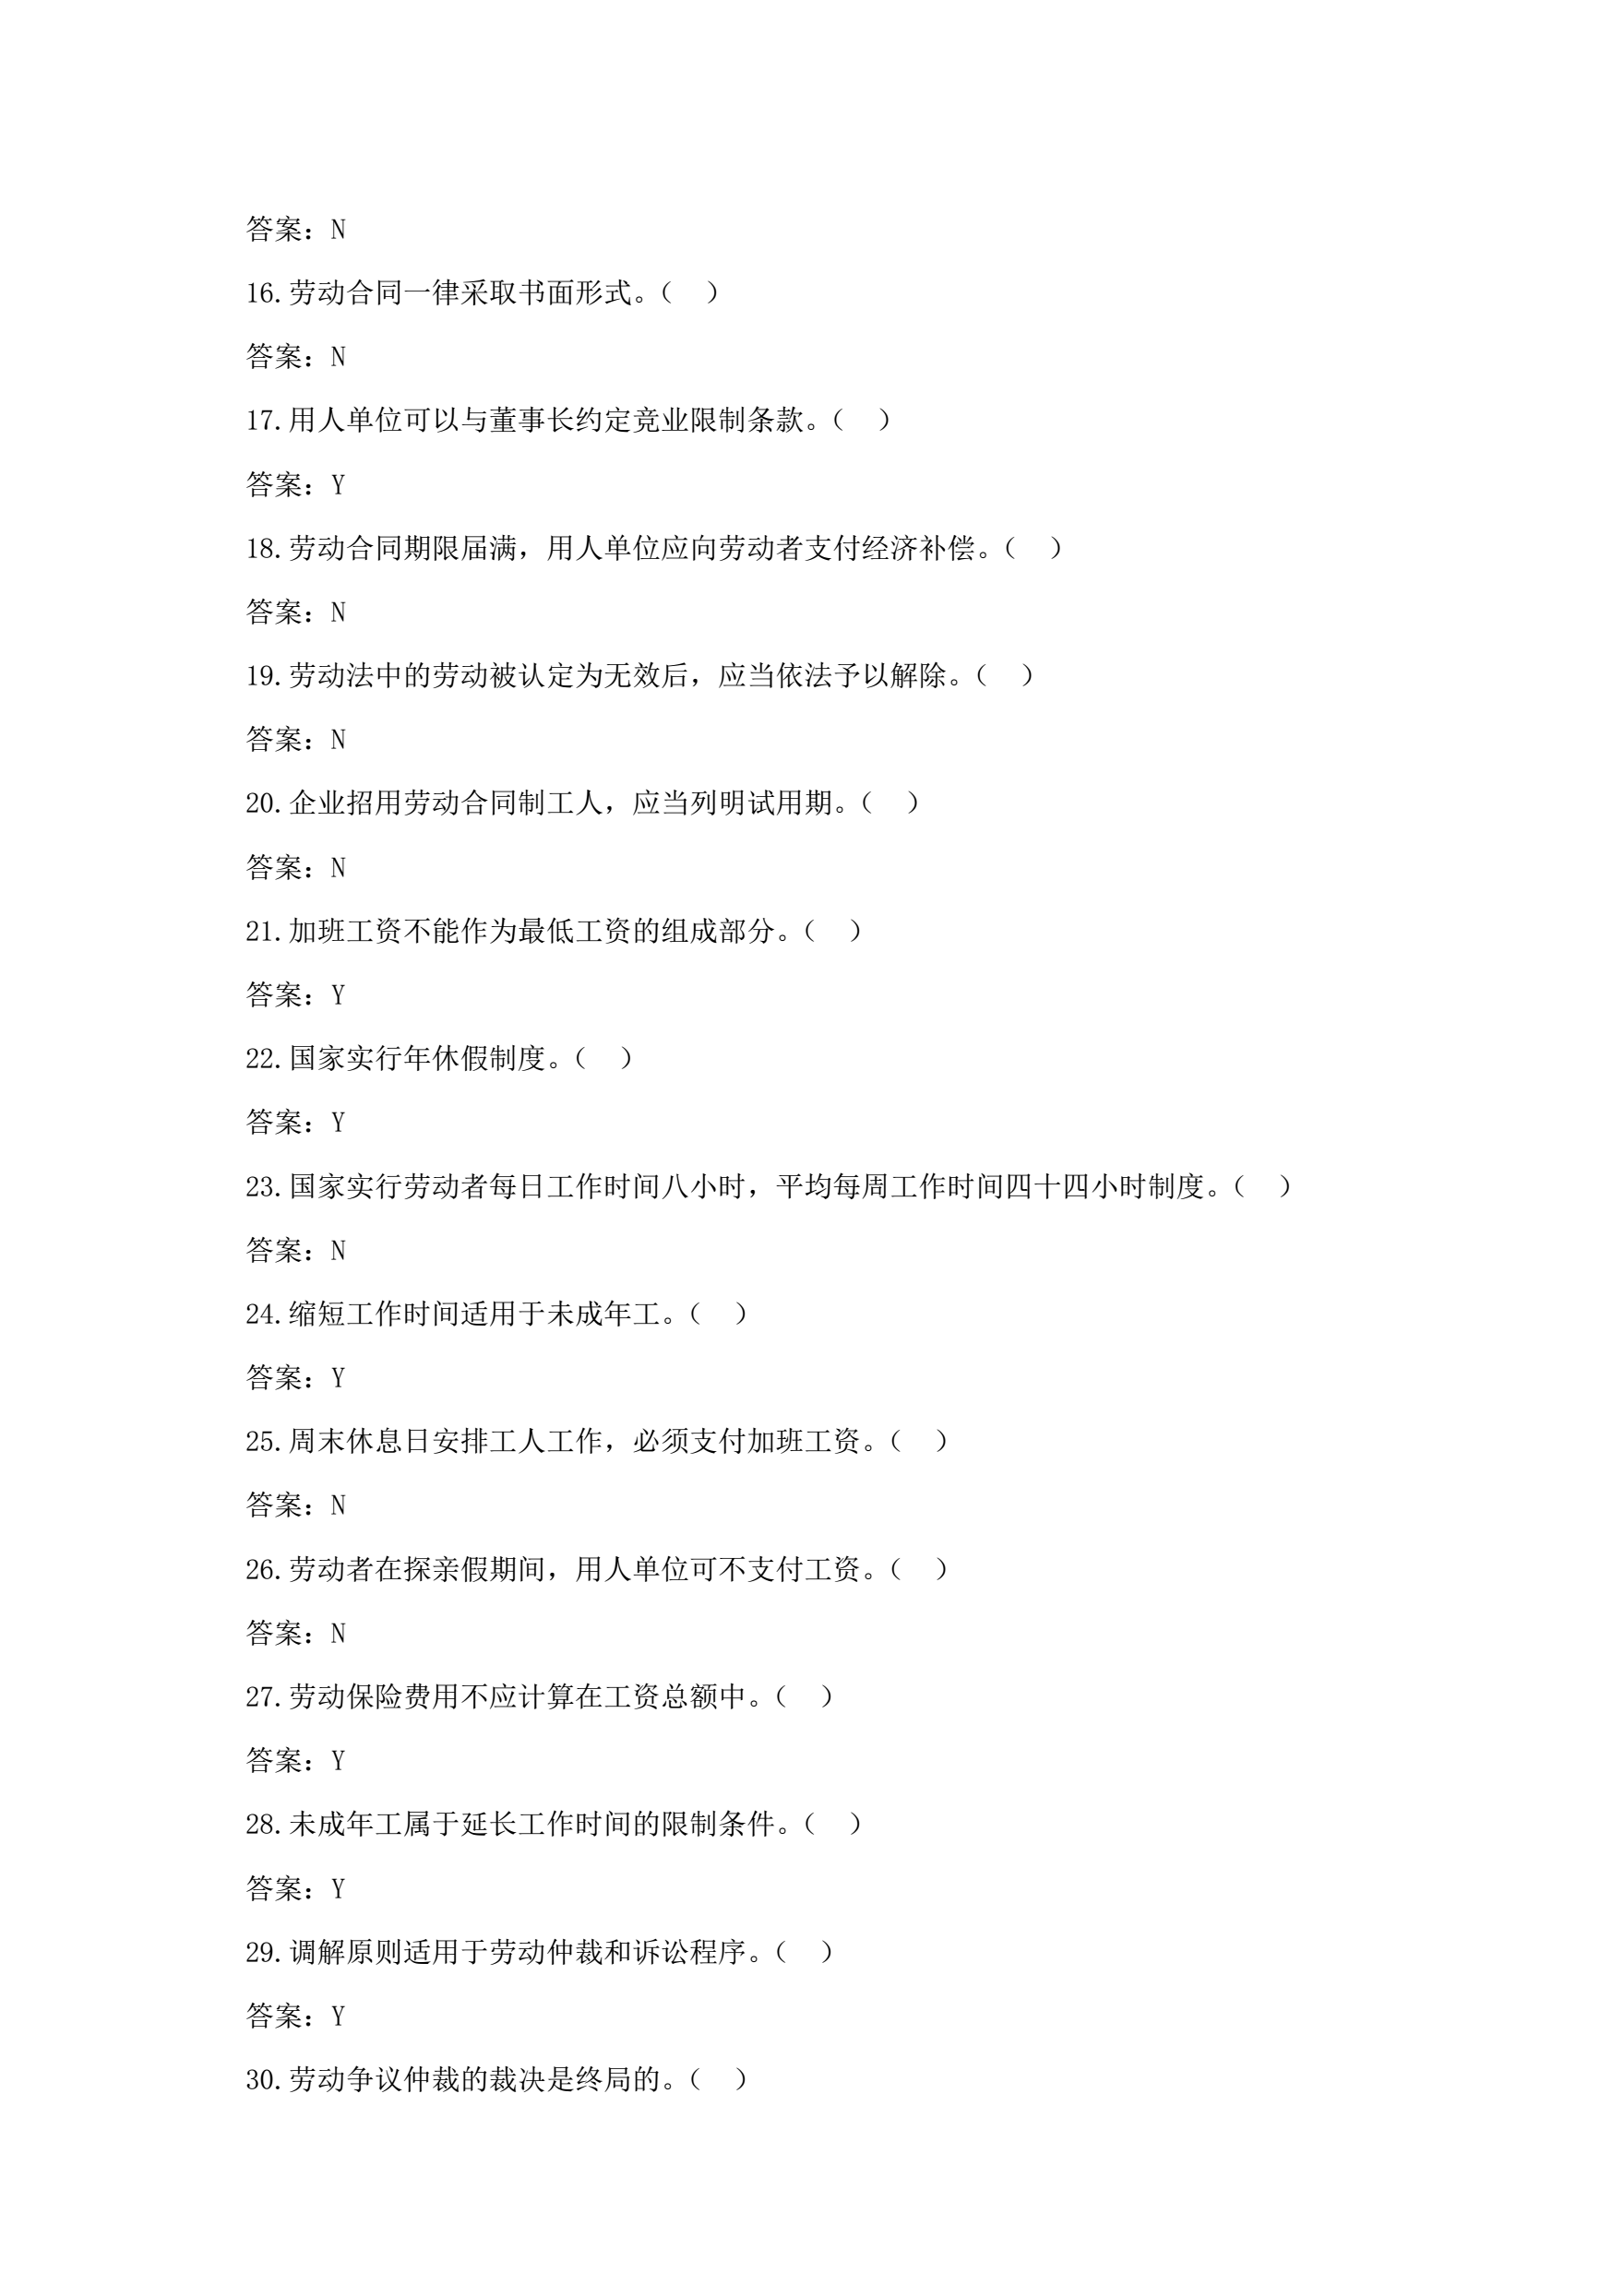 答案：N
16.劳动合同一律采取书面形式。（  ）
答案：N
17.用人单位可以与董事长约定竞业限制条款。（  ）
答案：Y
18.劳动合同期限届满，用人单位应向劳动者支付经济补偿。（  ）
答案：N
19.劳动法中的劳动被认定为无效后，应当依法予以解除。（  ）
答案：N
20.企业招用劳动合同制工人，应当列明试用期。（  ）
答案：N
21.加班工资不能作为最低工资的组成部分。（  ）
答案：Y
22.国家实行年休假制度。（  ）
答案：Y
23.国家实行劳动者每日工作时间八小时，平均每周工作时间四十四小时制度。（  ）
答案：N
24.缩短工作时间适用于未成年工。（  ）
答案：Y
25.周末休息日安排工人工作，必须支付加班工资。（  ）
答案：N
26.劳动者在探亲假期间，用人单位可不支付工资。（  ）
答案：N
27.劳动保险费用不应计算在工资总额中。（  ）
答案：Y
28.未成年工属于延长工作时间的限制条件。（  ）
答案：Y
29.调解原则适用于劳动仲裁和诉讼程序。（  ）
答案：Y
30.劳动争议仲裁的裁决是终局的。（  ）